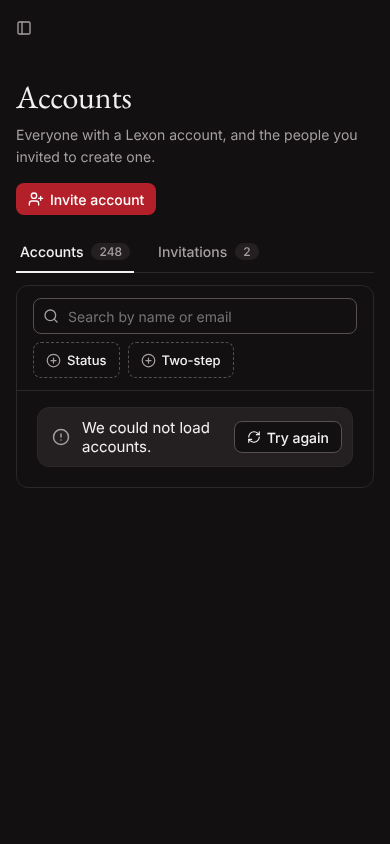 Accounts
Everyone with a Lexon account, and the people you
invited to create one.
Invite account
Accounts 248 Invitations 2
Search by name or email
Status Two-step
We could not load
accounts.
Try again